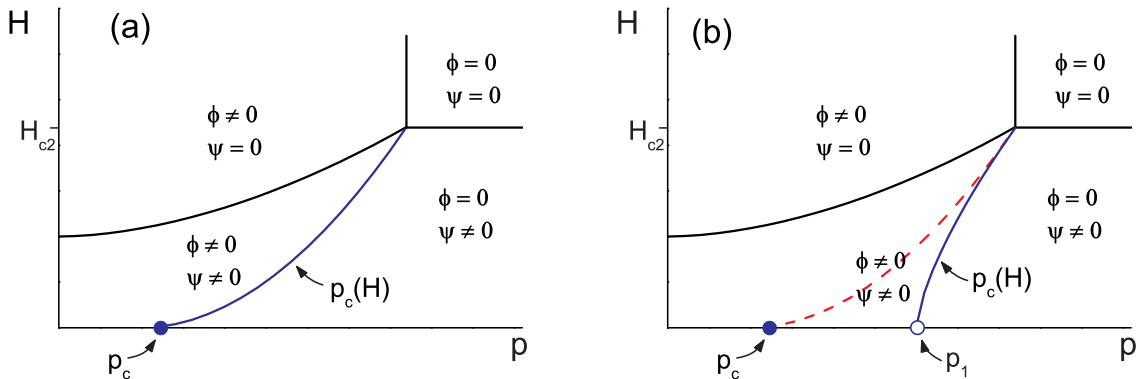 H
(a)
ϕ = 0
ψ = 0
ϕ ≠ 0
ψ = 0
H_c2
ϕ = 0
ψ ≠ 0
ϕ ≠ 0
ψ ≠ 0
p_c(H)
p_c
p
H
(b)
ϕ = 0
ψ = 0
ϕ ≠ 0
ψ = 0
H_c2
ϕ = 0
ψ ≠ 0
ϕ ≠ 0
ψ ≠ 0
p_c(H)
p_c
p_1
p